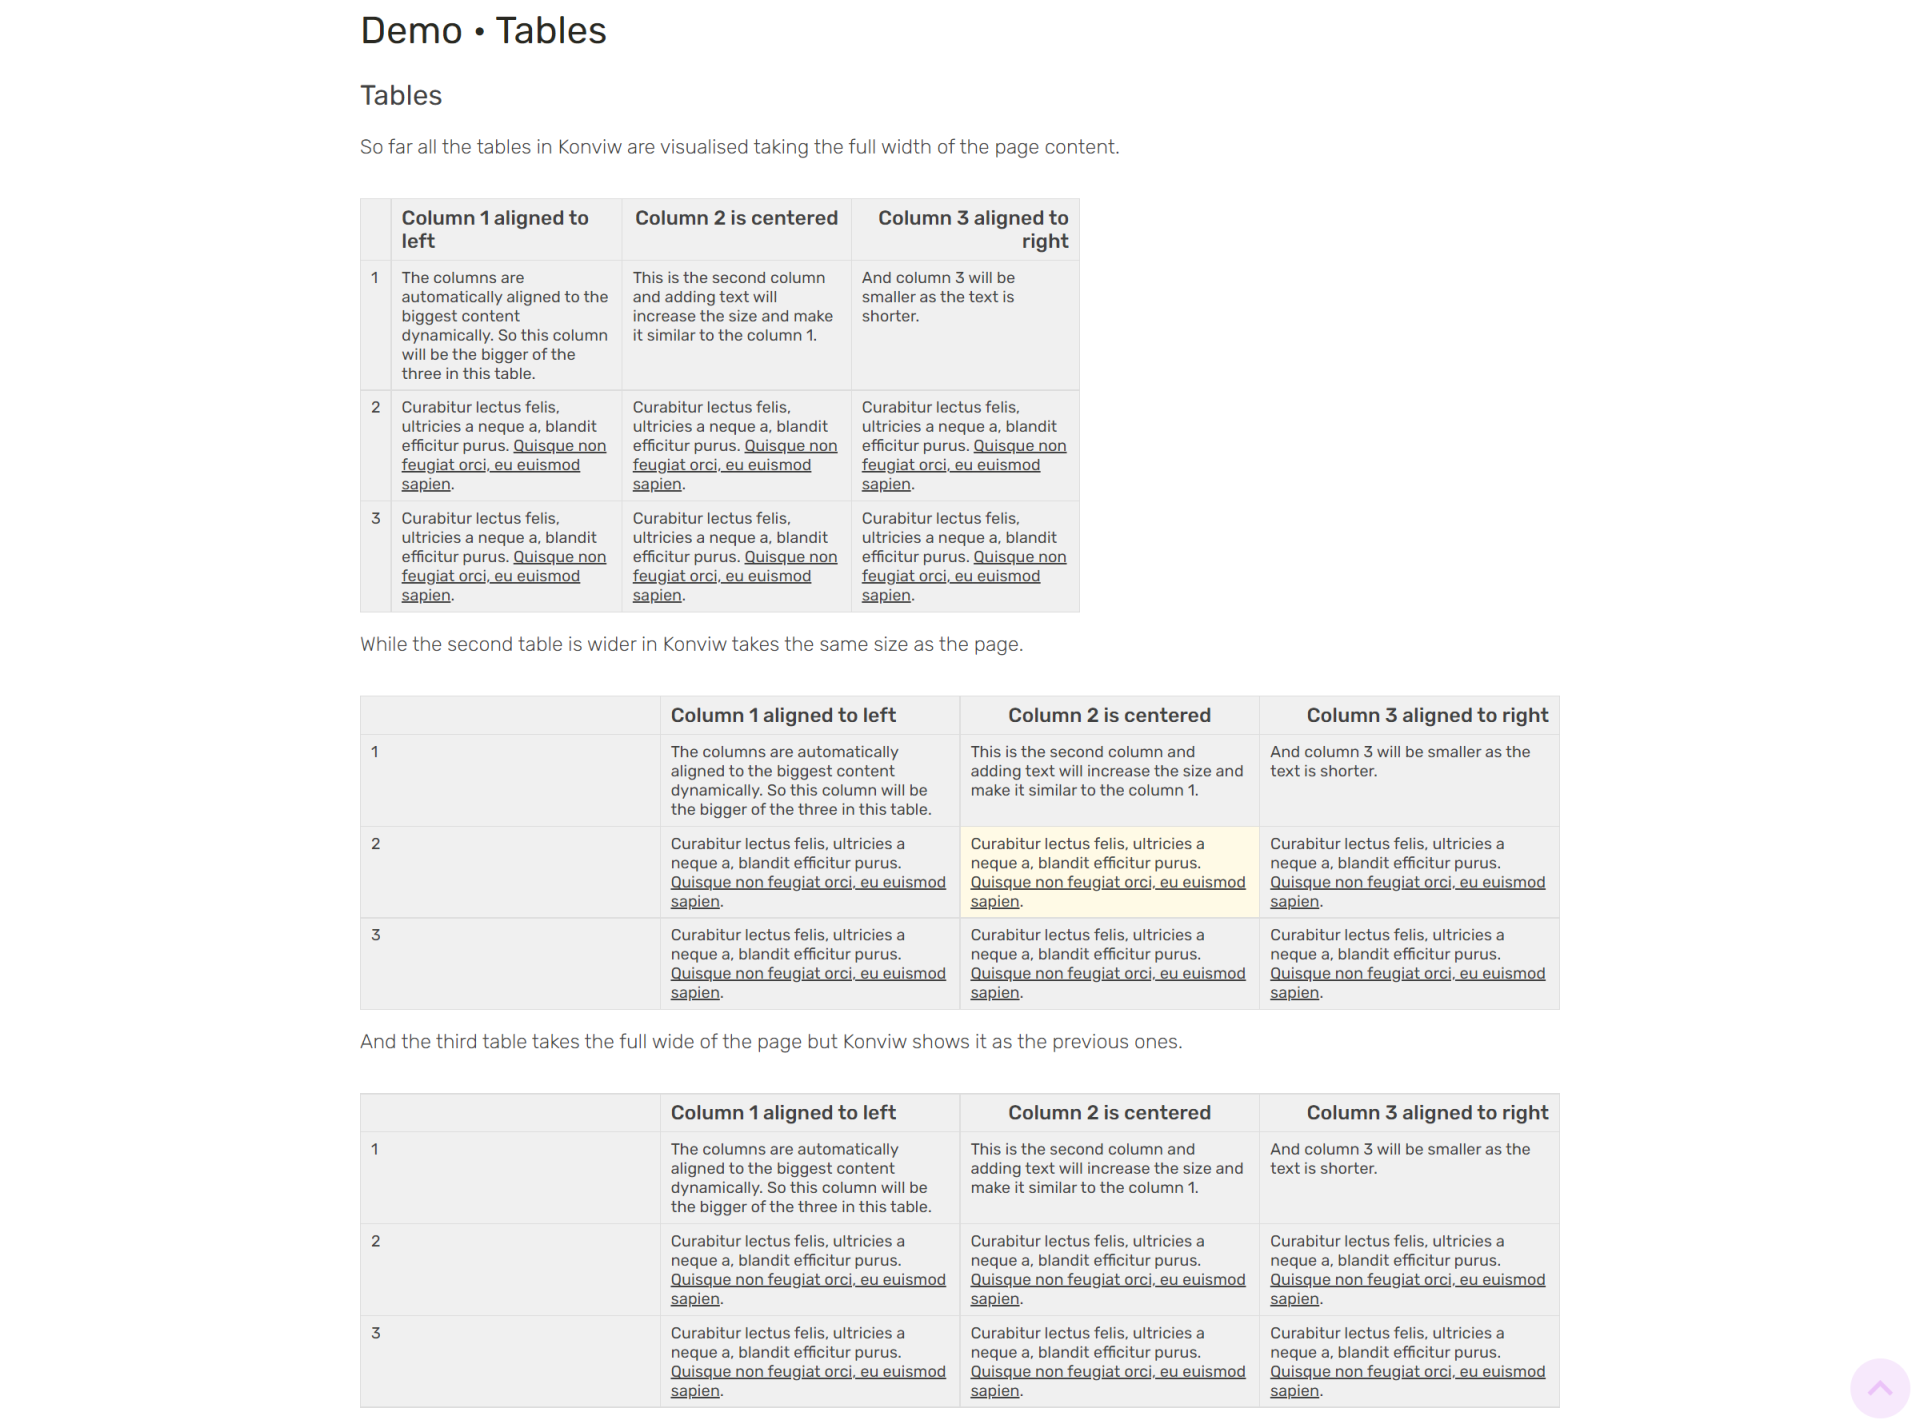 Demo • Tables
Tables
So far all the tables in Konviw are visualised taking the full width of the page content.
Column 1 aligned to
left
Column 2 is centered
Column 3 aligned to
right
1
The columns are
automatically aligned to the
biggest content
dynamically. So this column
will be the bigger of the
three in this table.
This is the second column
and adding text will
increase the size and make
it similar to the column 1.
And column 3 will be
smaller as the text is
shorter.
2
Curabitur lectus felis,
ultricies a neque a, blandit
efficitur purus. Quisque non
feugiat orci, eu euismod
sapien.
Curabitur lectus felis,
ultricies a neque a, blandit
efficitur purus. Quisque non
feugiat orci, eu euismod
sapien.
Curabitur lectus felis,
ultricies a neque a, blandit
efficitur purus. Quisque non
feugiat orci, eu euismod
sapien.
3
Curabitur lectus felis,
ultricies a neque a, blandit
efficitur purus. Quisque non
feugiat orci, eu euismod
sapien.
Curabitur lectus felis,
ultricies a neque a, blandit
efficitur purus. Quisque non
feugiat orci, eu euismod
sapien.
Curabitur lectus felis,
ultricies a neque a, blandit
efficitur purus. Quisque non
feugiat orci, eu euismod
sapien.
While the second table is wider in Konviw takes the same size as the page.
Column 1 aligned to left
Column 2 is centered
Column 3 aligned to right
1
The columns are automatically
aligned to the biggest content
dynamically. So this column will be
the bigger of the three in this table.
This is the second column and
adding text will increase the size and
make it similar to the column 1.
And column 3 will be smaller as the
text is shorter.
2
Curabitur lectus felis, ultricies a
neque a, blandit efficitur purus.
Quisque non feugiat orci, eu euismod
sapien.
Curabitur lectus felis, ultricies a
neque a, blandit efficitur purus.
Quisque non feugiat orci, eu euismod
sapien.
Curabitur lectus felis, ultricies a
neque a, blandit efficitur purus.
Quisque non feugiat orci, eu euismod
sapien.
3
Curabitur lectus felis, ultricies a
neque a, blandit efficitur purus.
Quisque non feugiat orci, eu euismod
sapien.
Curabitur lectus felis, ultricies a
neque a, blandit efficitur purus.
Quisque non feugiat orci, eu euismod
sapien.
Curabitur lectus felis, ultricies a
neque a, blandit efficitur purus.
Quisque non feugiat orci, eu euismod
sapien.
And the third table takes the full wide of the page but Konviw shows it as the previous ones.
Column 1 aligned to left
Column 2 is centered
Column 3 aligned to right
1
The columns are automatically
aligned to the biggest content
dynamically. So this column will be
the bigger of the three in this table.
This is the second column and
adding text will increase the size and
make it similar to the column 1.
And column 3 will be smaller as the
text is shorter.
2
Curabitur lectus felis, ultricies a
neque a, blandit efficitur purus.
Quisque non feugiat orci, eu euismod
sapien.
Curabitur lectus felis, ultricies a
neque a, blandit efficitur purus.
Quisque non feugiat orci, eu euismod
sapien.
Curabitur lectus felis, ultricies a
neque a, blandit efficitur purus.
Quisque non feugiat orci, eu euismod
sapien.
3
Curabitur lectus felis, ultricies a
neque a, blandit efficitur purus.
Quisque non feugiat orci, eu euismod
sapien.
Curabitur lectus felis, ultricies a
neque a, blandit efficitur purus.
Quisque non feugiat orci, eu euismod
sapien.
Curabitur lectus felis, ultricies a
neque a, blandit efficitur purus.
Quisque non feugiat orci, eu euismod
sapien.